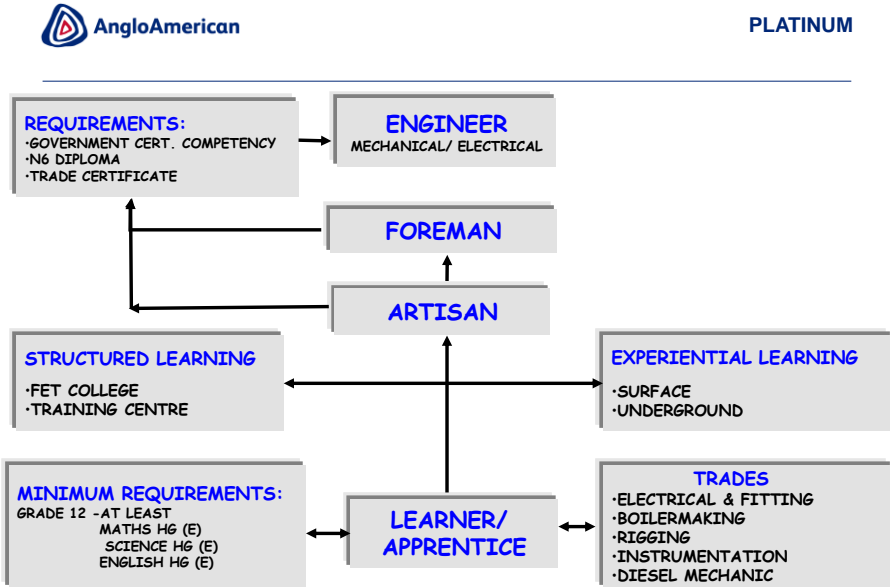 AngloAmerican
PLATINUM
REQUIREMENTS:
·GOVERNMENT CERT. COMPETENCY
·N6 DIPLOMA
·TRADE CERTIFICATE
ENGINEER
MECHANICAL/ ELECTRICAL
FOREMAN
ARTISAN
STRUCTURED LEARNING
·FET COLLEGE
·TRAINING CENTRE
EXPERIENTIAL LEARNING
·SURFACE
·UNDERGROUND
MINIMUM REQUIREMENTS:
GRADE 12 -AT LEAST
MATHS HG (E)
SCIENCE HG (E)
ENGLISH HG (E)
LEARNER/
APPRENTICE
TRADES
·ELECTRICAL & FITTING
·BOILERMAKING
·RIGGING
·INSTRUMENTATION
·DIESEL MECHANIC